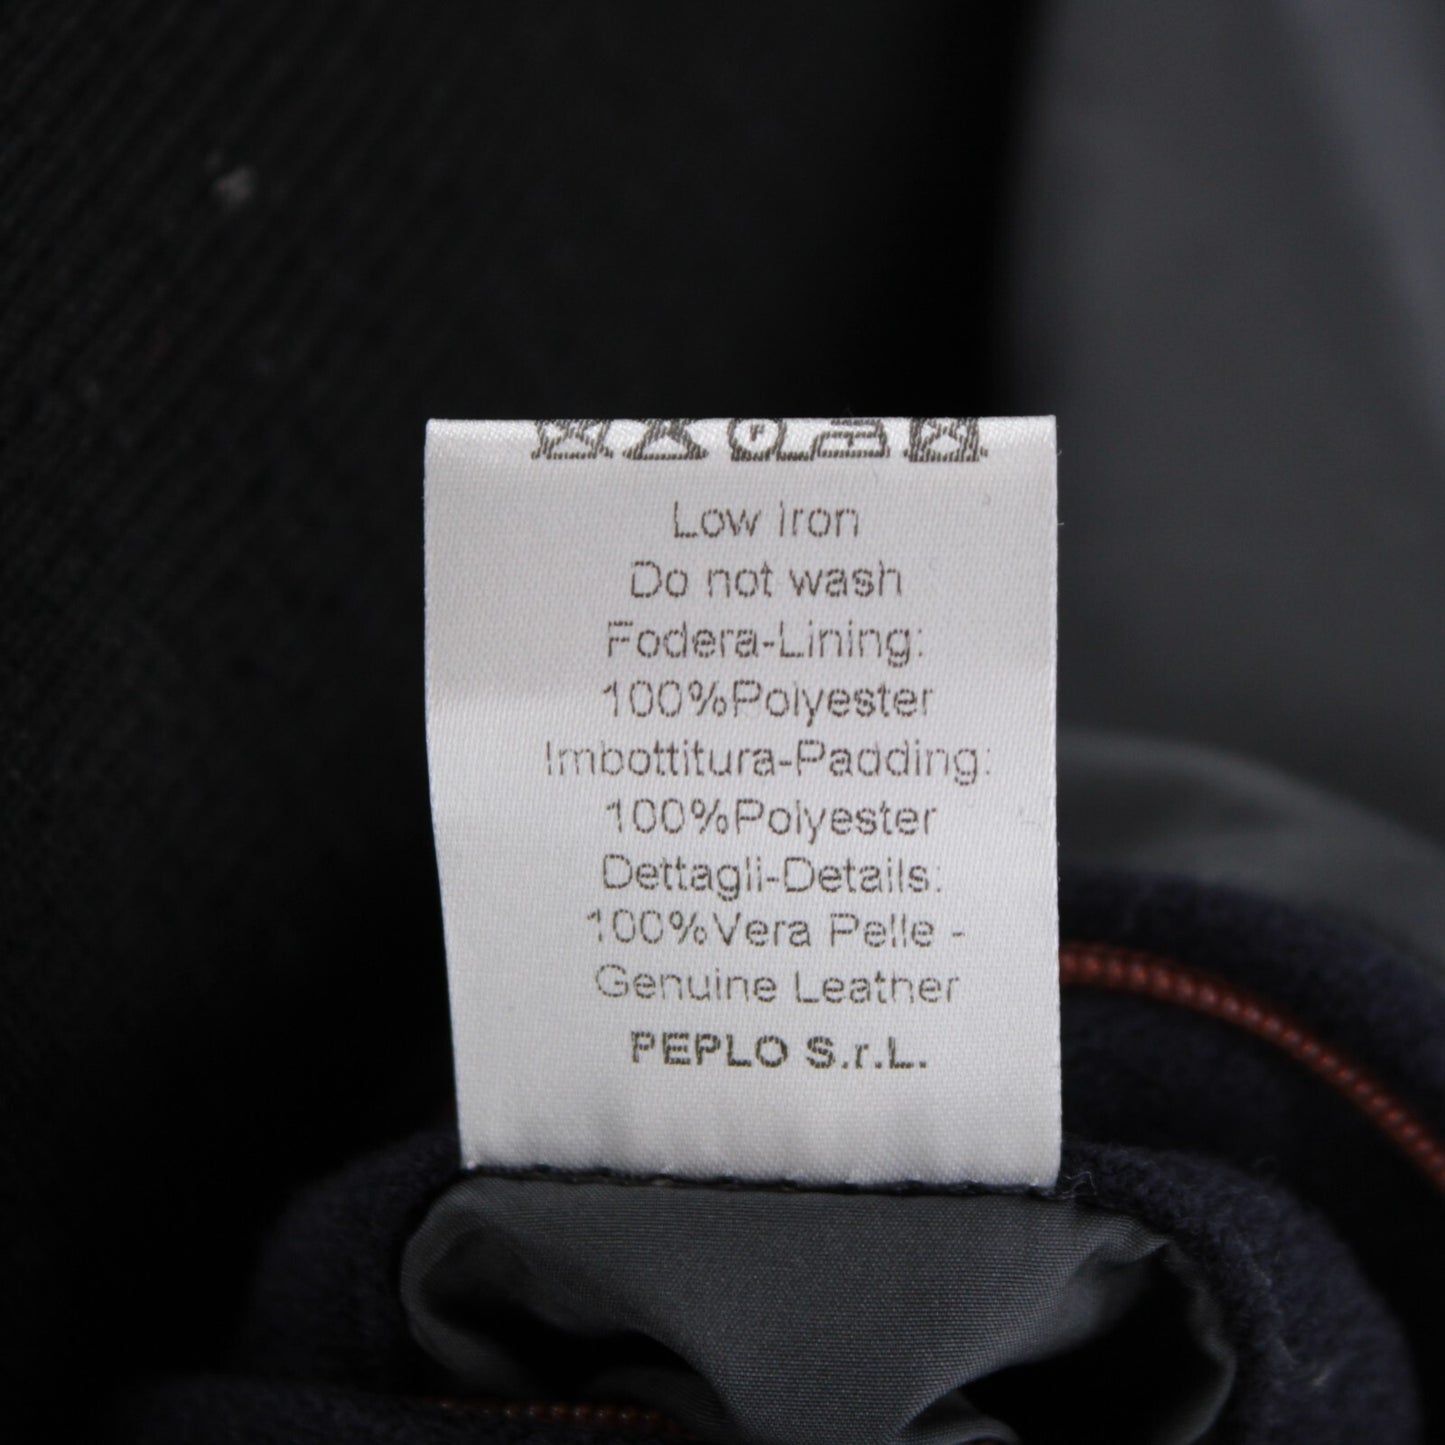 F
Low Iron
Do not wash
Fodera-Lining:
100%Polyester
Imbottitura-Padding:
100%Polyester
Dettagli-Details:
100%Vera Pelle -
Genuine Leather
PEPLO S.r.L.